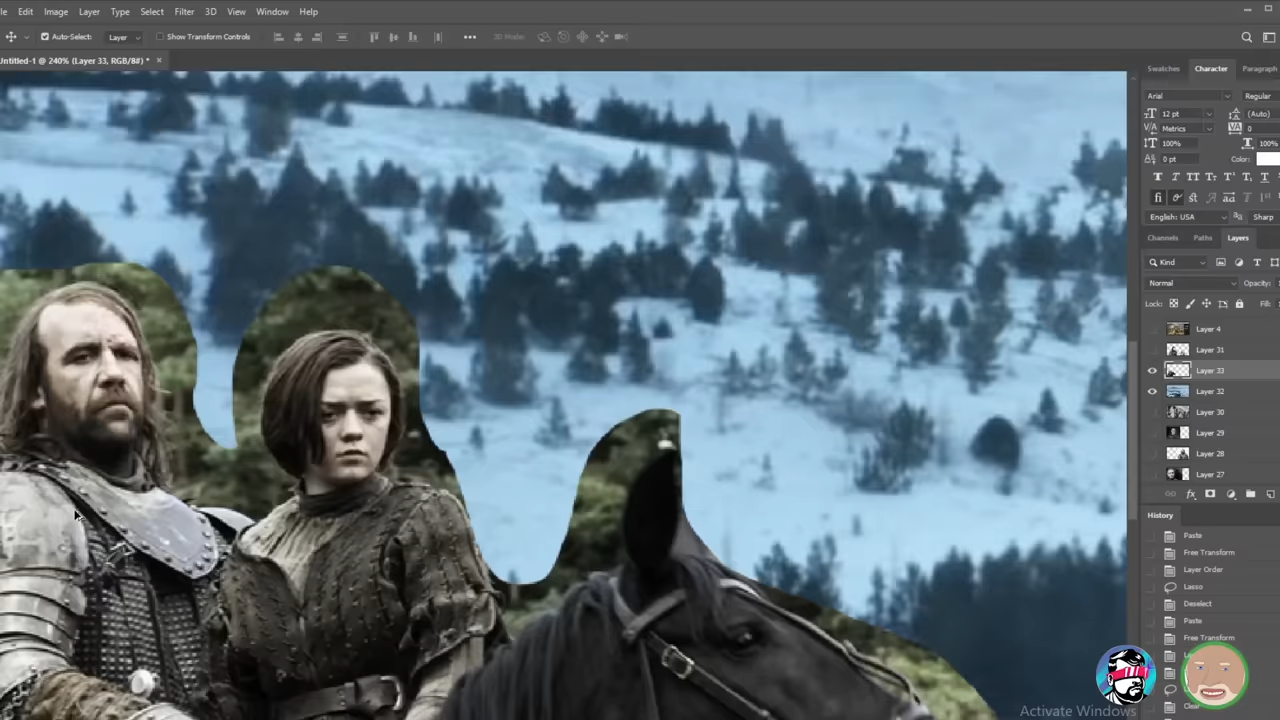 le Edit Image Layer Type Select Filter 3D View Window Help
Auto-Select: Layer Show Transform Controls 3D Mode:
Untitled-1 @ 240% (Layer 33, RGB/8#) * ×
Swatches Character Paragraph
Arial Regular
12 pt (Auto)
Metrics 0
100% 100%
0 pt Color:
English: USA Sharp
Channels Paths Layers
Kind
Normal Opacity:
Lock: Fill:
Layer 4
Layer 31
Layer 33
Layer 32
Layer 30
Layer 29
Layer 28
Layer 27
History
Paste
Free Transform
Layer Order
Lasso
Deselect
Paste
Free Transform
Activate Windows